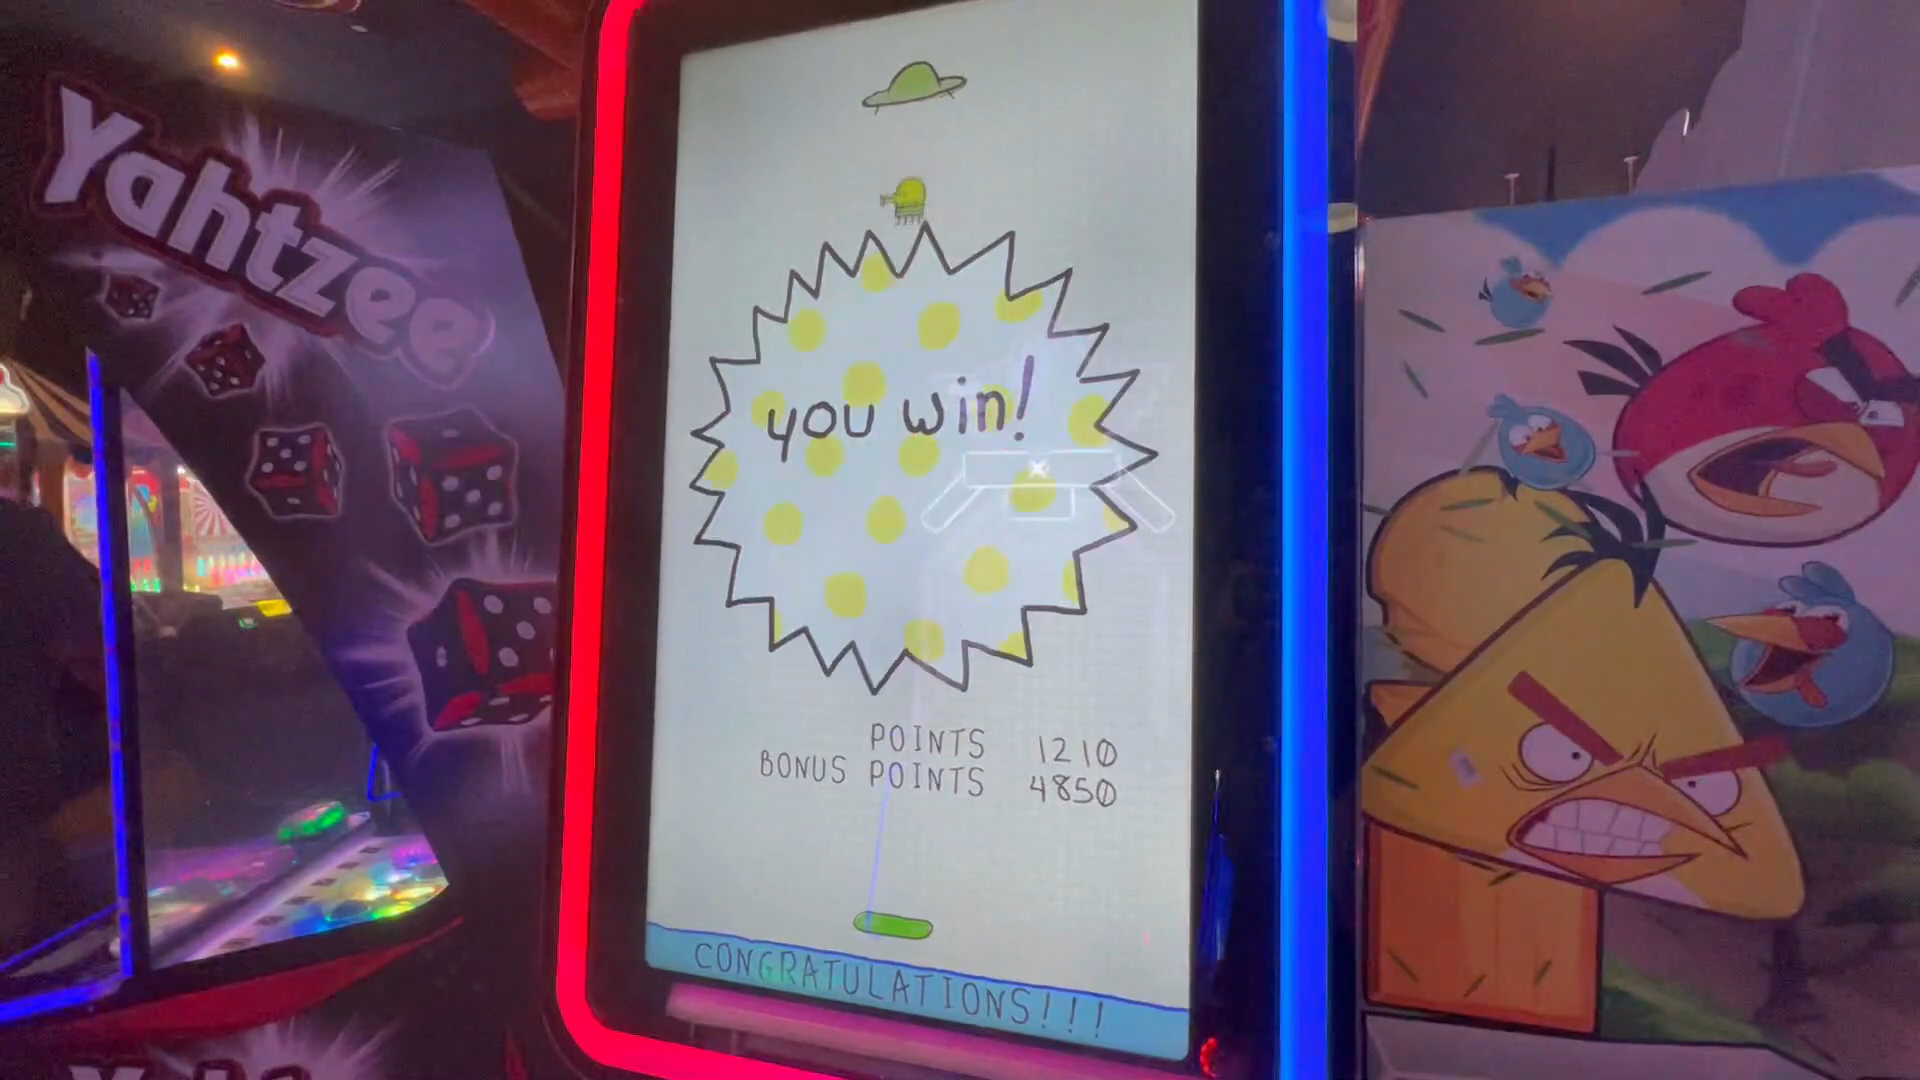 Yahtzee
you win!
POINTS 1210
BONUS POINTS 4850
CONGRATULATIONS!!!